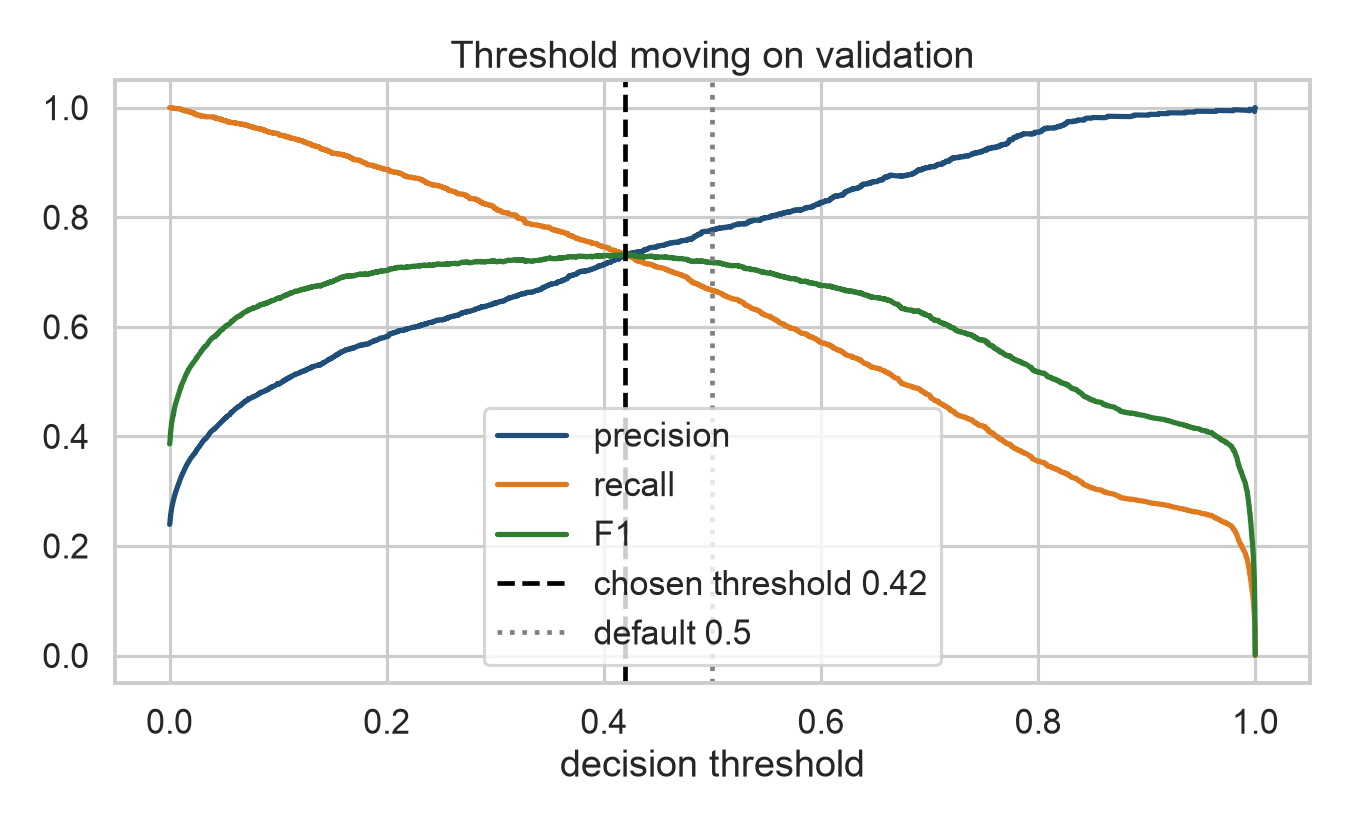 Threshold moving on validation
1.0
0.8
0.6
0.4
0.2
0.0
precision
recall
F1
chosen threshold 0.42
default 0.5
0.0 0.2 0.4 0.6 0.8 1.0
decision threshold